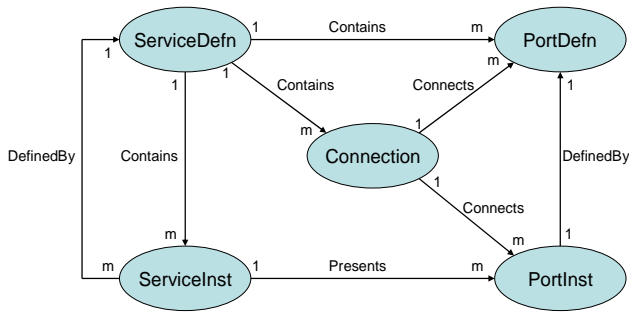 1 Contains m
ServiceDefn PortDefn
1 1 1 m m 1
Contains Connects
m 1
DefinedBy Contains Connection DefinedBy
1
Connects
m m m 1
ServiceInst 1 Presents m PortInst